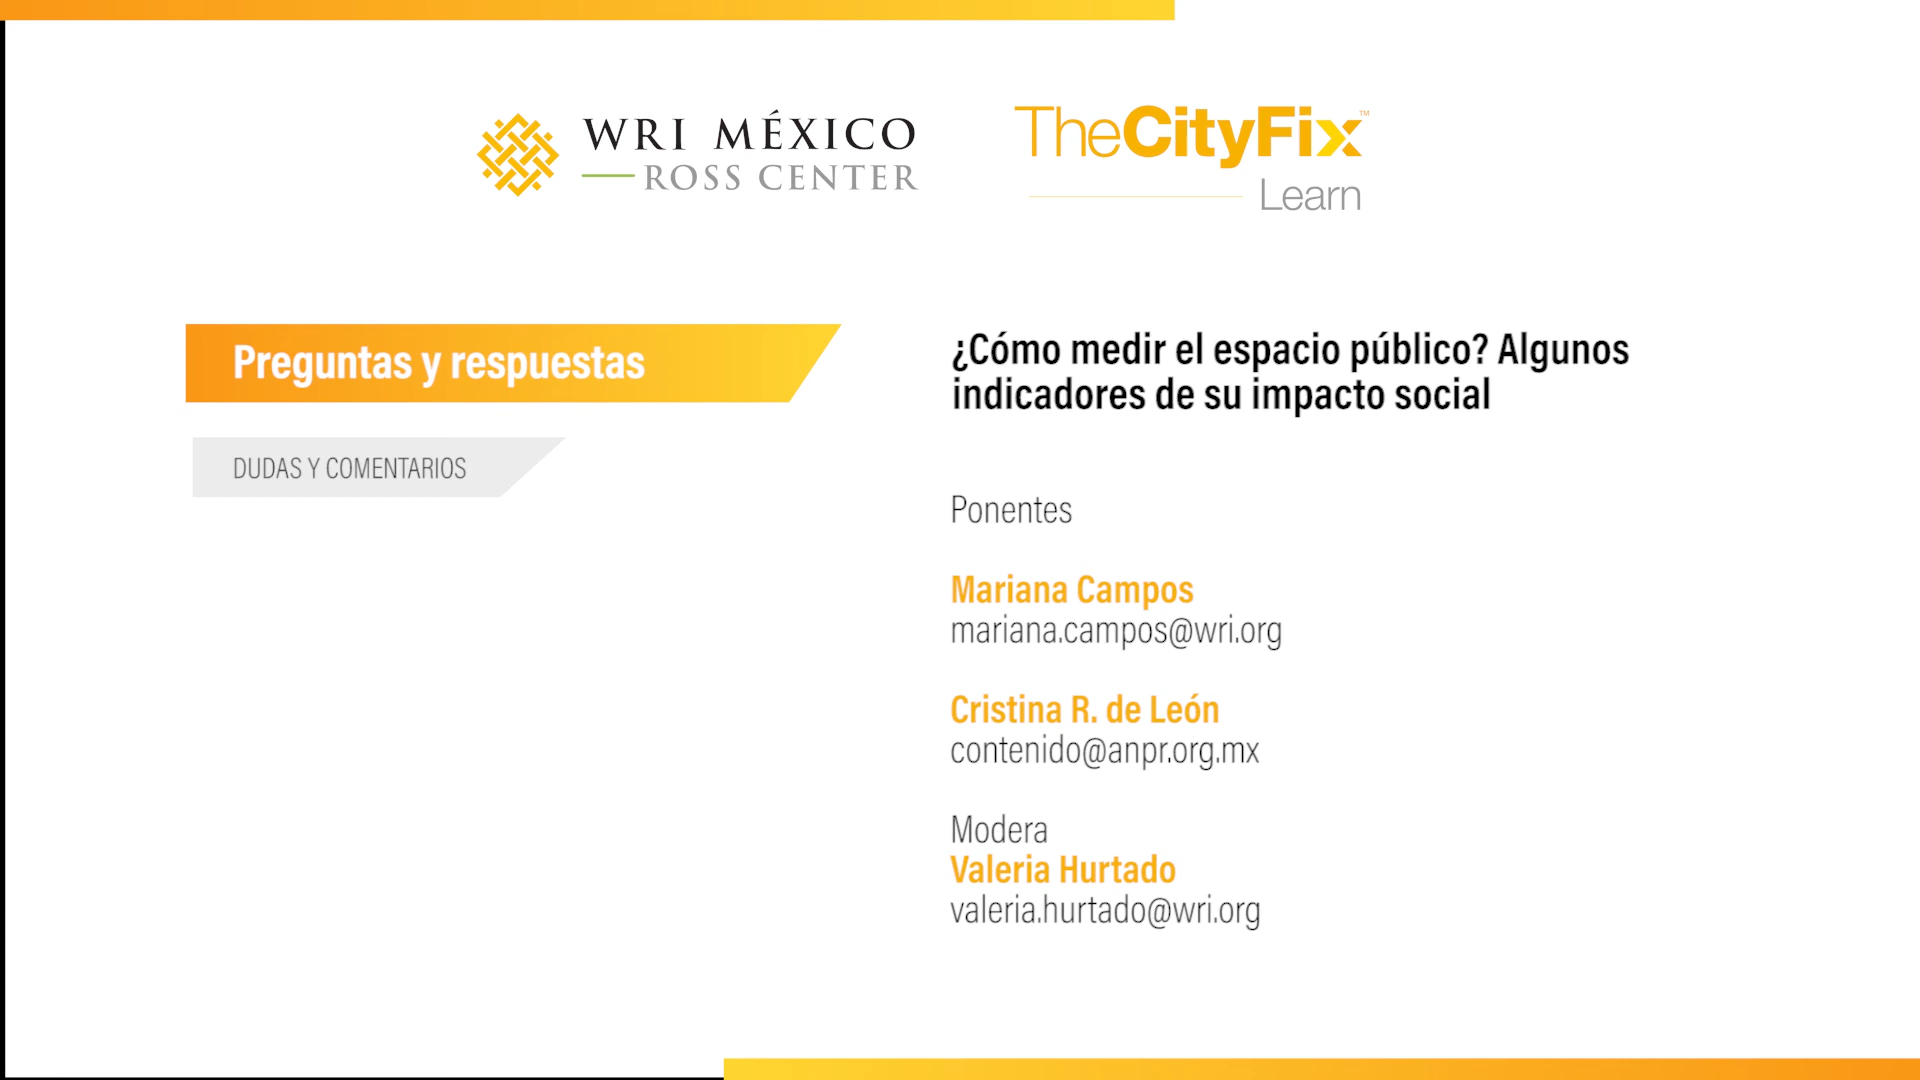 WRI MÉXICO
ROSS CENTER
TheCityFix™
Learn
Preguntas y respuestas
DUDAS Y COMENTARIOS
¿Cómo medir el espacio público? Algunos
indicadores de su impacto social
Ponentes
Mariana Campos
mariana.campos@wri.org
Cristina R. de León
contenido@anpr.org.mx
Modera
Valeria Hurtado
valeria.hurtado@wri.org